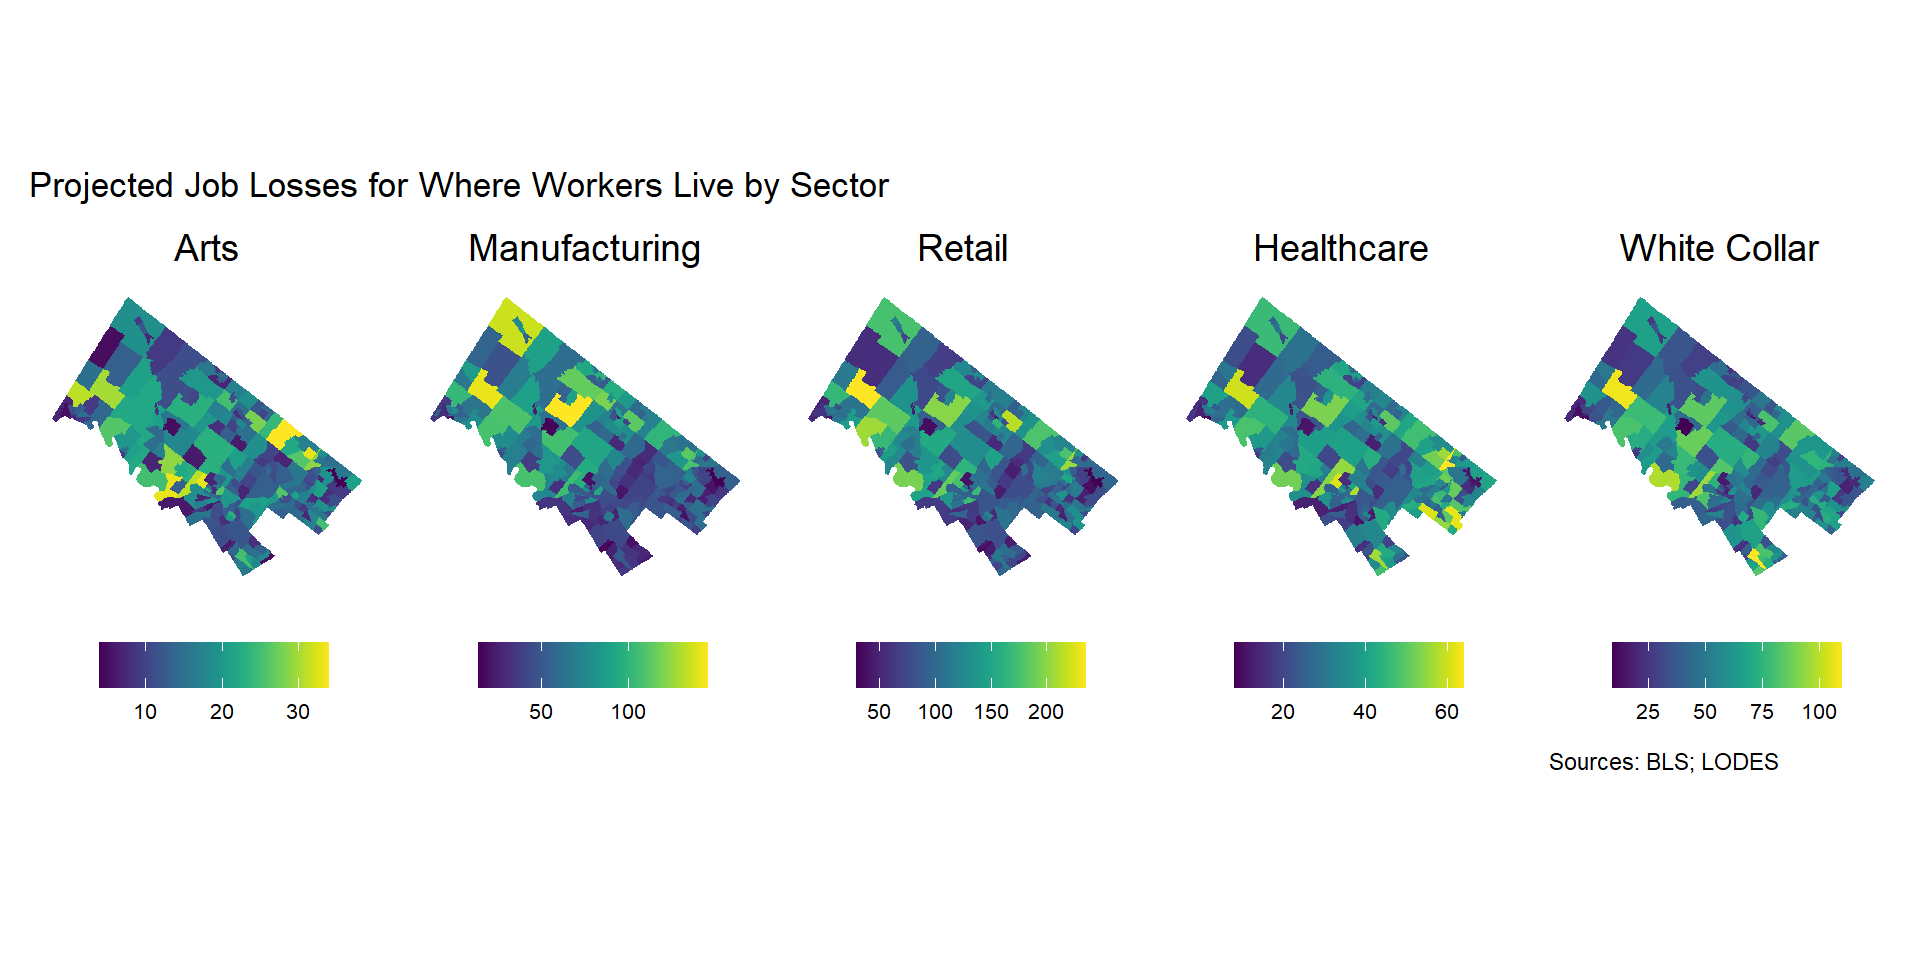 Projected Job Losses for Where Workers Live by Sector
Arts
Manufacturing
Retail
Healthcare
White Collar
10 20 30
50 100
50 100 150 200
20 40 60
25 50 75 100
Sources: BLS; LODES